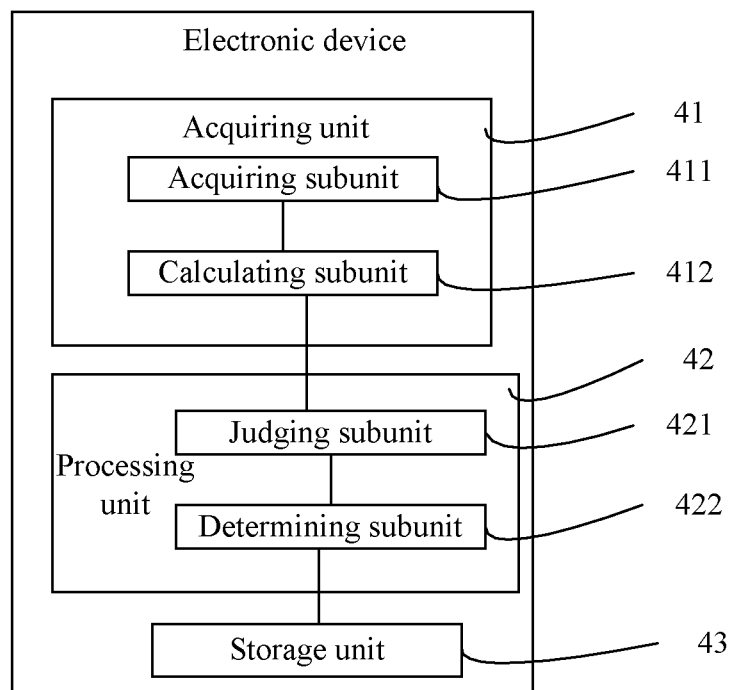 Electronic device
Acquiring unit
41
Acquiring subunit
411
Calculating subunit
412
42
Judging subunit
421
Processing
unit
Determining subunit
422
Storage unit
43